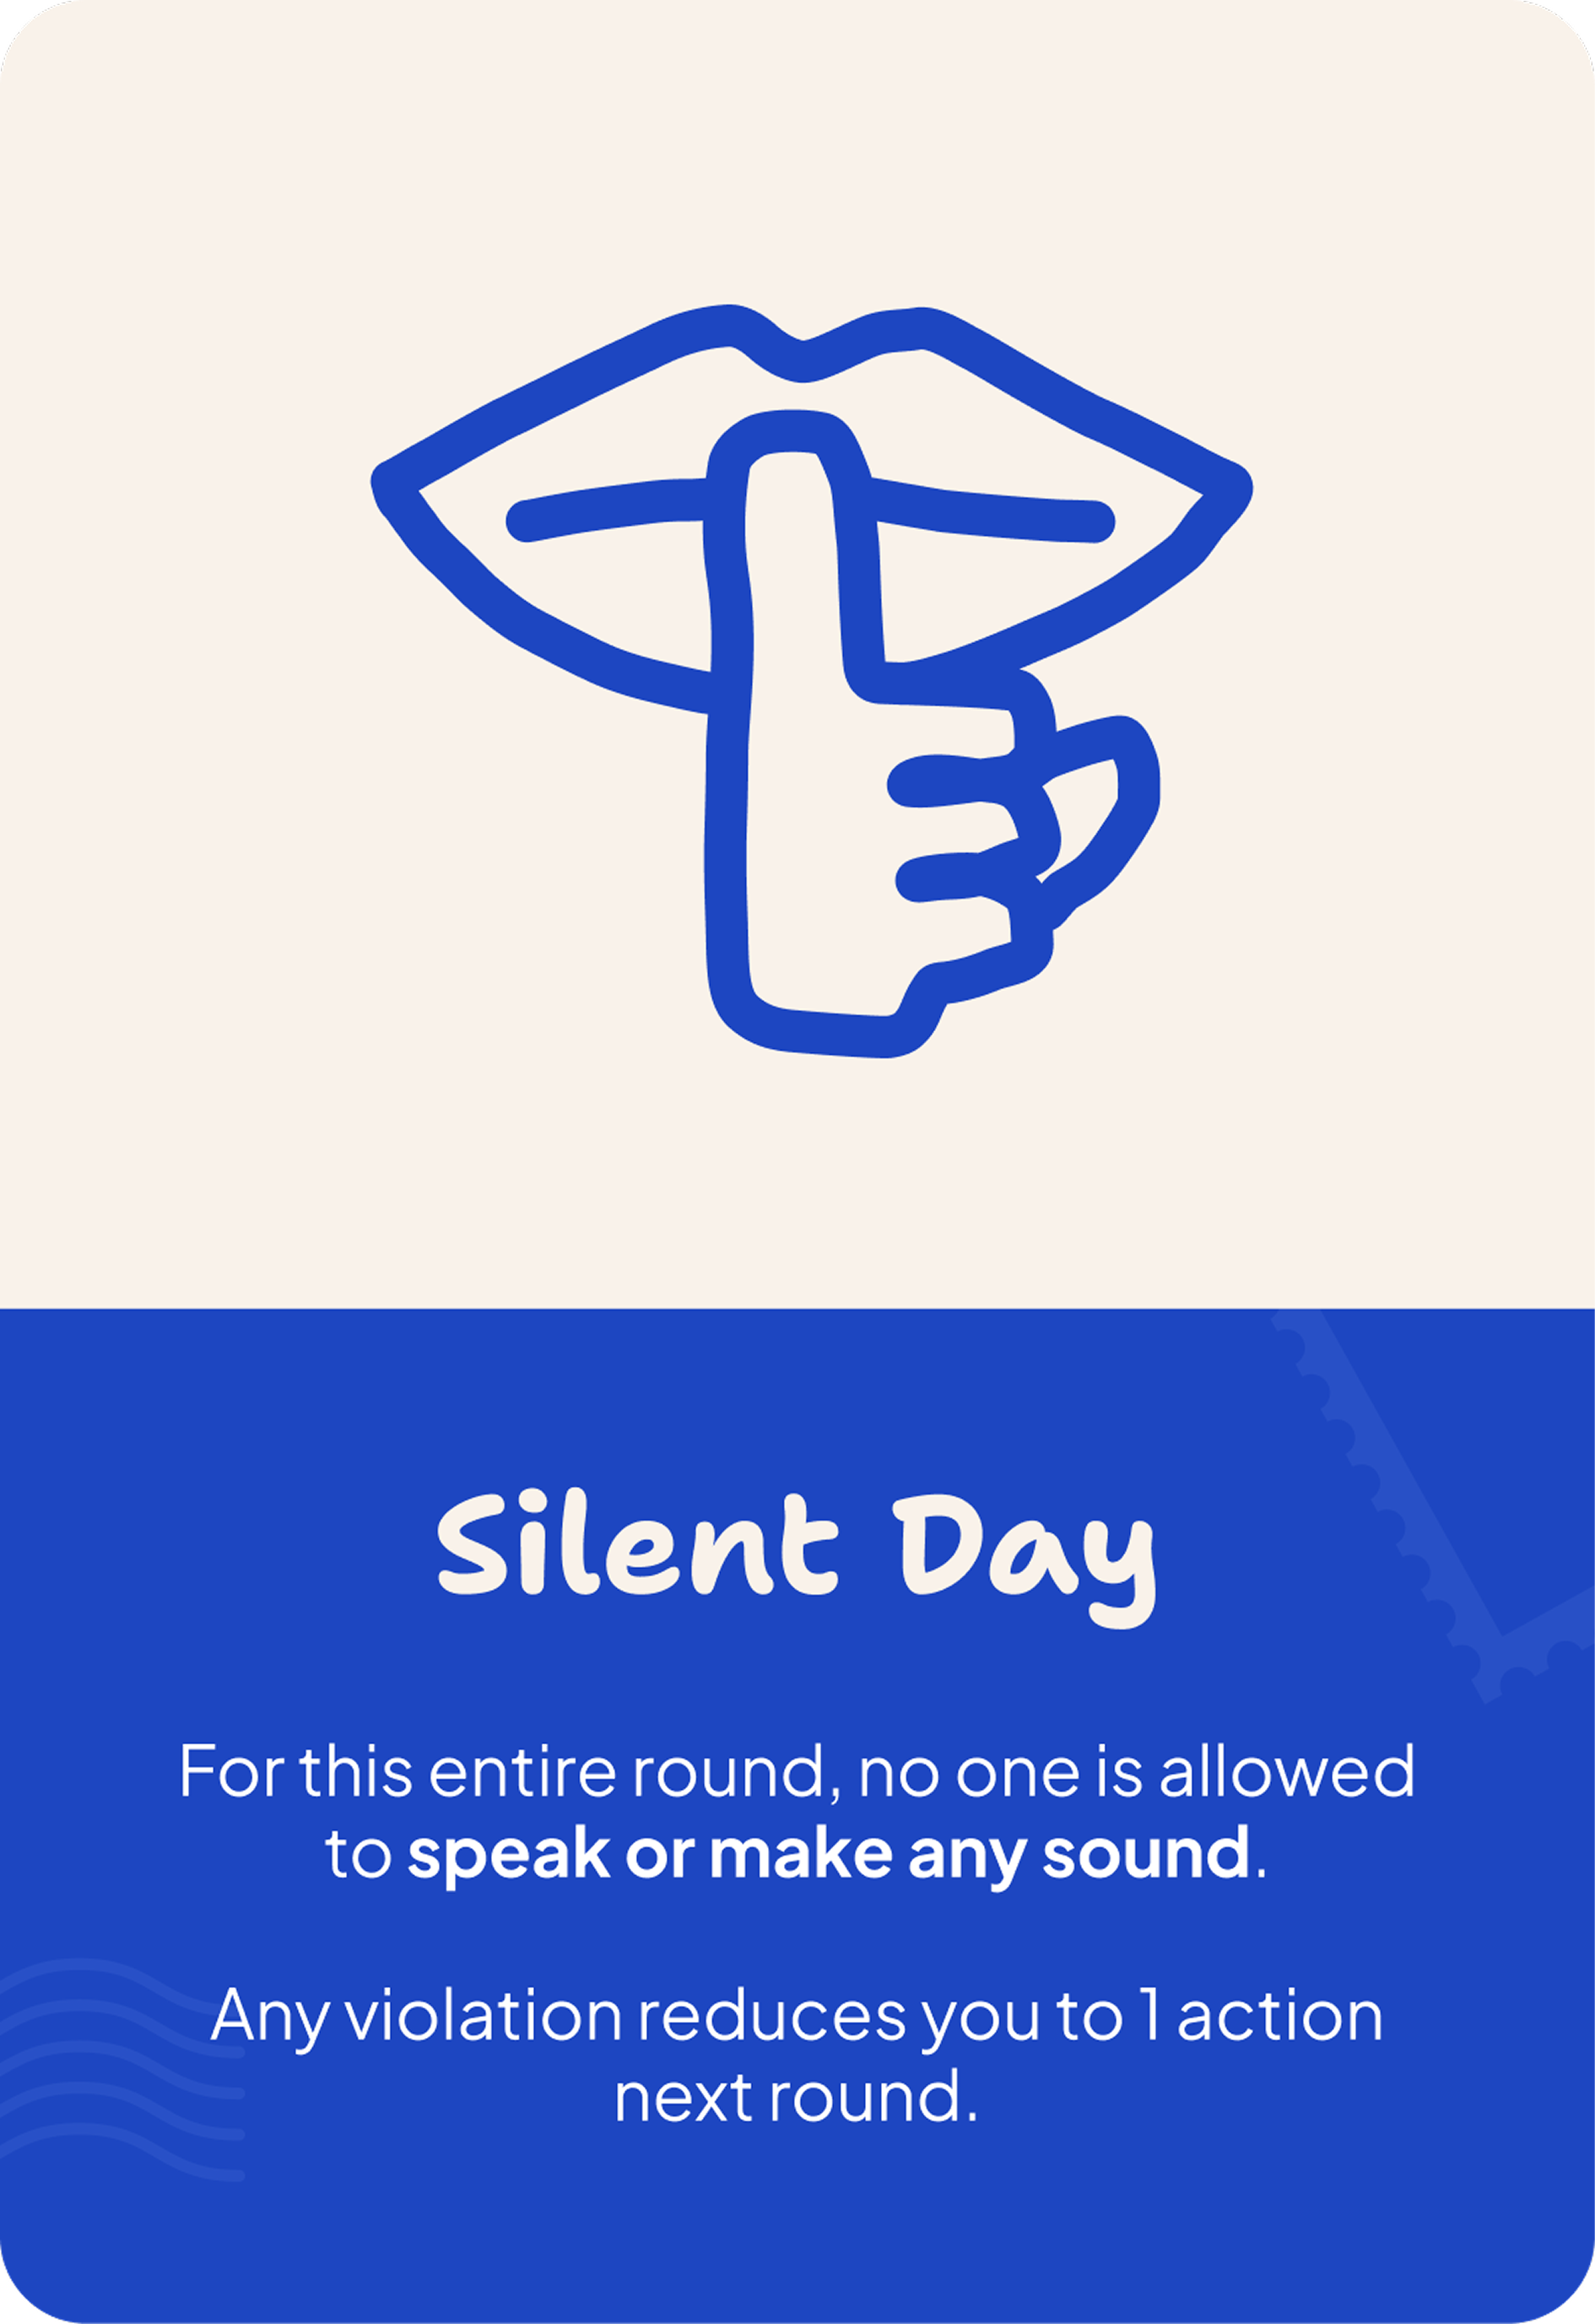 Silent Day
For this entire round, no one is allowed
to speak or make any sound.
Any violation reduces you to 1 action
next round.